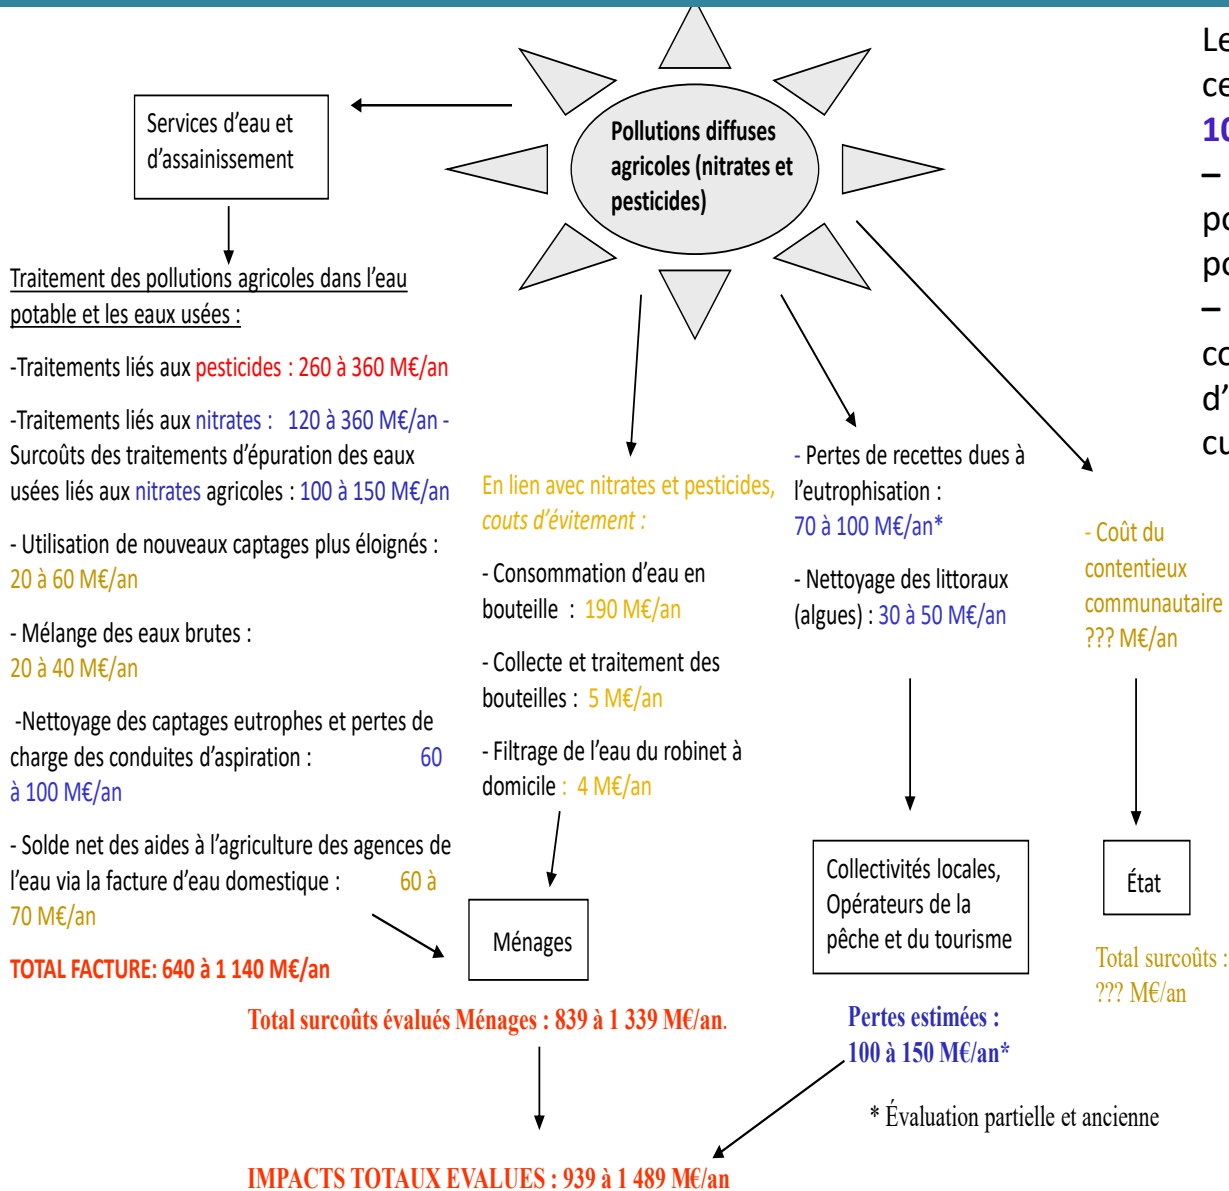 Pollutions diffuses
agricoles (nitrates et
pesticides)
Services d'eau et
d'assainissement
Traitement des pollutions agricoles dans l'eau
potable et les eaux usées :
-Traitements liés aux pesticides : 260 à 360 M€/an
-Traitements liés aux nitrates : 120 à 360 M€/an -
Surcoûts des traitements d'épuration des eaux
usées liés aux nitrates agricoles : 100 à 150 M€/an
- Utilisation de nouveaux captages plus éloignés :
20 à 60 M€/an
- Mélange des eaux brutes :
20 à 40 M€/an
-Nettoyage des captages eutrophes et pertes de
charge des conduites d'aspiration : 60
à 100 M€/an
- Solde net des aides à l'agriculture des agences de
l'eau via la facture d'eau domestique : 60 à
70 M€/an
TOTAL FACTURE: 640 à 1 140 M€/an
En lien avec nitrates et pesticides,
couts d'évitement :
- Consommation d'eau en
bouteille : 190 M€/an
- Collecte et traitement des
bouteilles : 5 M€/an
- Filtrage de l'eau du robinet à
domicile : 4 M€/an
Ménages
Total surcoûts évalués Ménages : 839 à 1 339 M€/an.
- Pertes de recettes dues à
l'eutrophisation :
70 à 100 M€/an*
- Nettoyage des littoraux
(algues) : 30 à 50 M€/an
Collectivités locales,
Opérateurs de la
pêche et du tourisme
Pertes estimées :
100 à 150 M€/an*
- Coût du
contentieux
communautaire :
??? M€/an
État
Total surcoûts :
??? M€/an
* Évaluation partielle et ancienne
IMPACTS TOTAUX EVALUES : 939 à 1 489 M€/an
Le
ce
10
–
po
po
–
co
d'
cu